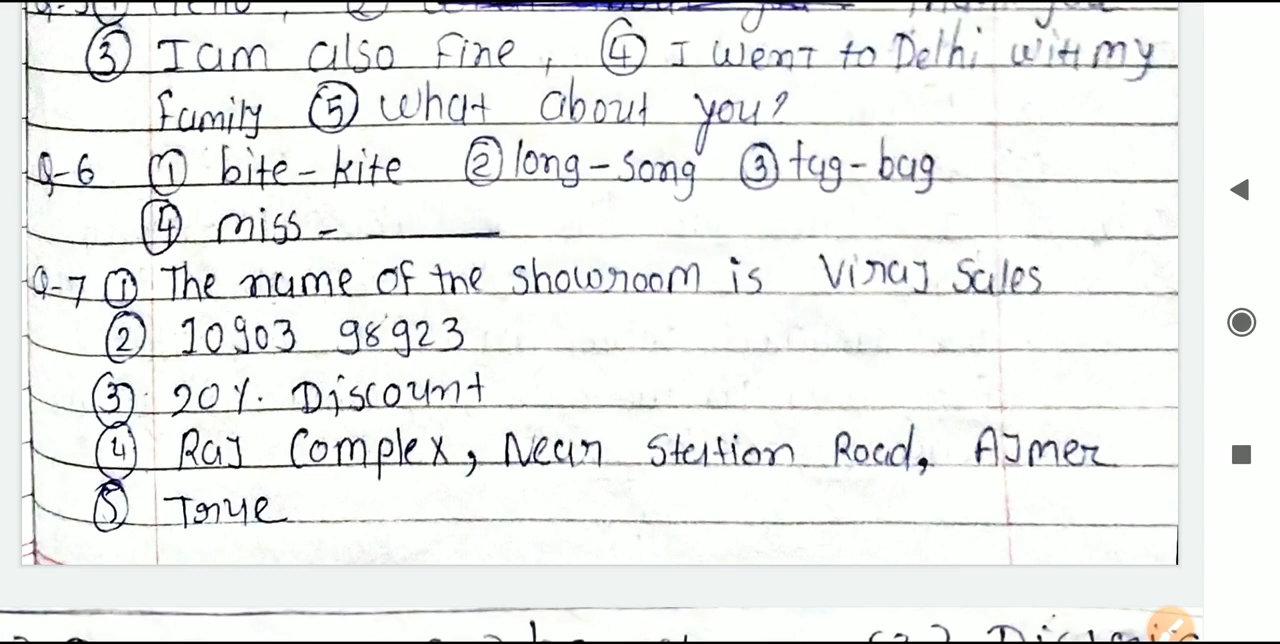 ③ I am also Fine, ④ I went to Delhi with my
family ⑤ what about you?
Q-6 ① bite - kite ② long - song ③ tag - bag
④ miss -
Q-7 ① The name of the showroom is Viraj Sales
② 10903 98923
③ 20%. Discount
④ Raj Complex, Near Station Road, Ajmer
⑤ True